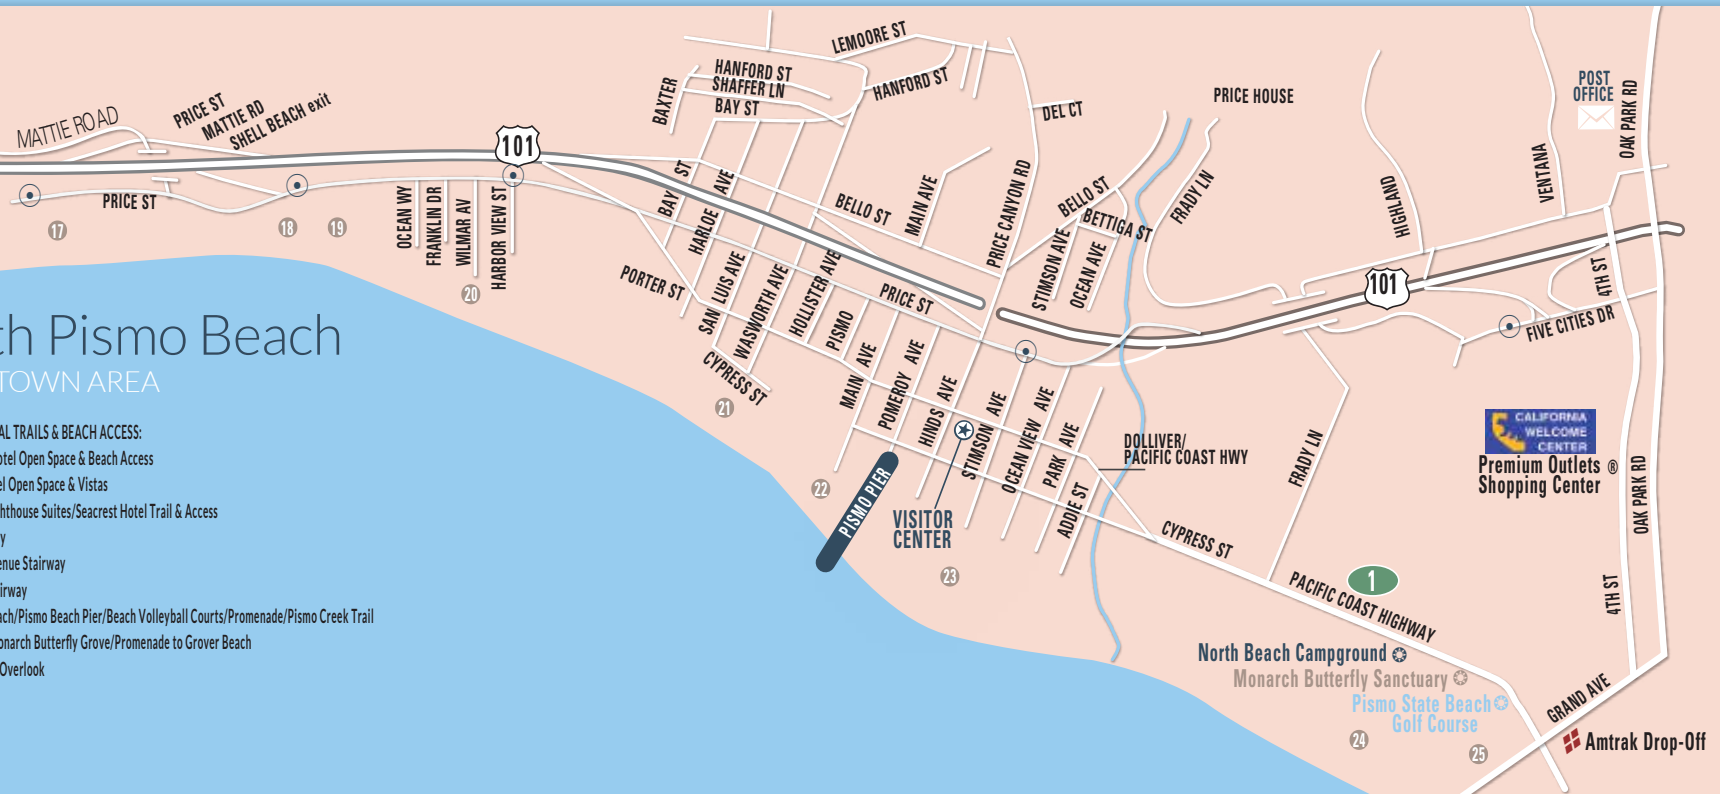 LEMOORE ST
HANFORD ST
SHAFFER LN
BAY ST
HANFORD ST
BAXTER
DEL CT
PRICE HOUSE
POST
OFFICE
OAK PARK RD
MATTIE ROAD
PRICE ST
MATTIE RD
SHELL BEACH exit
101
PRICE ST
17
18
19
OCEAN WY
FRANKLIN DR
WILMAR AV
HARBOR VIEW ST
20
BAY ST
HARLOE AVE
BELLO ST
MAIN AVE
PRICE CANYON RD
BELLO ST
BETTIGA ST
FRADY LN
STIMSON AVE
OCEAN AVE
HIGHLAND
VENTANA
101
4TH ST
FIVE CITIES DR
PORTER ST
SAN LUIS AVE
WASWORTH AVE
HOLLISTER AVE
PRICE ST
PISMO
CYPRESS ST
21
MAIN AVE
POMEROY AVE
HINDS AVE
STIMSON AVE
OCEAN VIEW AVE
PARK AVE
ADDIE ST
DOLLIVER/
PACIFIC COAST HWY
FRADY LN
CALIFORNIA
WELCOME
CENTER
Premium Outlets ®
Shopping Center
OAK PARK RD
4TH ST
22
PISMO PIER
VISITOR
CENTER
23
CYPRESS ST
1
PACIFIC COAST HIGHWAY
North Beach Campground
Monarch Butterfly Sanctuary
Pismo State Beach
Golf Course
24
25
GRAND AVE
Amtrak Drop-Off
ch Pismo Beach
TOWN AREA
AL TRAILS & BEACH ACCESS:
otel Open Space & Beach Access
el Open Space & Vistas
hthouse Suites/Seacrest Hotel Trail & Access
y
enue Stairway
irway
ach/Pismo Beach Pier/Beach Volleyball Courts/Promenade/Pismo Creek Trail
onarch Butterfly Grove/Promenade to Grover Beach
Overlook